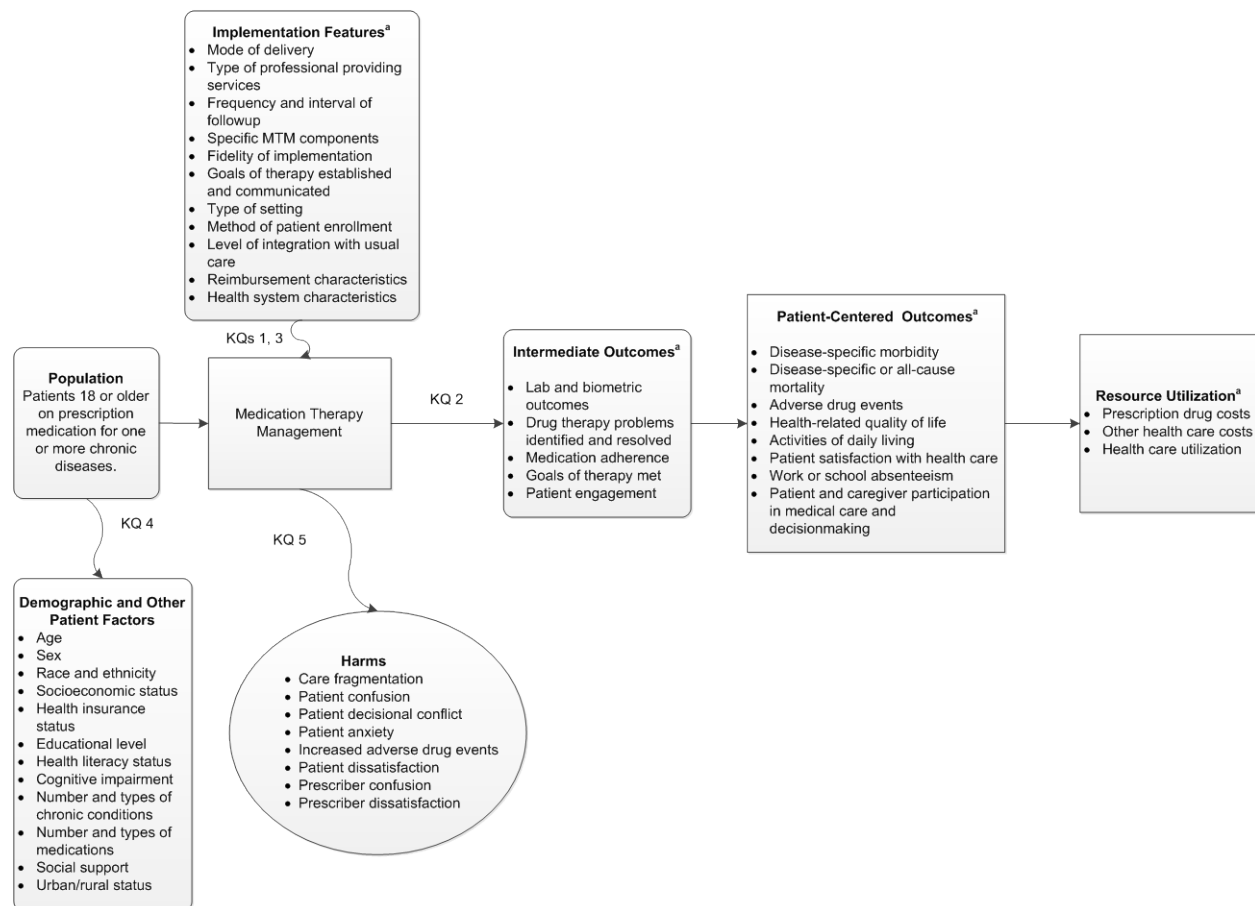 Implementation Featuresa
• Mode of delivery
• Type of professional providing
services
• Frequency and interval of
followup
• Specific MTM components
• Fidelity of implementation
• Goals of therapy established
and communicated
• Type of setting
• Method of patient enrollment
• Level of integration with usual
care
• Reimbursement characteristics
• Health system characteristics
KQs 1, 3
Population
Patients 18 or older
on prescription
medication for one
or more chronic
diseases.
Medication Therapy
Management
KQ 2
Intermediate Outcomesa
• Lab and biometric
outcomes
• Drug therapy problems
identified and resolved
• Medication adherence
• Goals of therapy met
• Patient engagement
Patient-Centered Outcomesa
• Disease-specific morbidity
• Disease-specific or all-cause
mortality
• Adverse drug events
• Health-related quality of life
• Activities of daily living
• Patient satisfaction with health care
• Work or school absenteeism
• Patient and caregiver participation
in medical care and
decisionmaking
Resource Utilizationa
• Prescription drug costs
• Other health care costs
• Health care utilization
KQ 4
KQ 5
Demographic and Other
Patient Factors
• Age
• Sex
• Race and ethnicity
• Socioeconomic status
• Health insurance
status
• Educational level
• Health literacy status
• Cognitive impairment
• Number and types of
chronic conditions
• Number and types of
medications
• Social support
• Urban/rural status
Harms
• Care fragmentation
• Patient confusion
• Patient decisional conflict
• Patient anxiety
• Increased adverse drug events
• Patient dissatisfaction
• Prescriber confusion
• Prescriber dissatisfaction